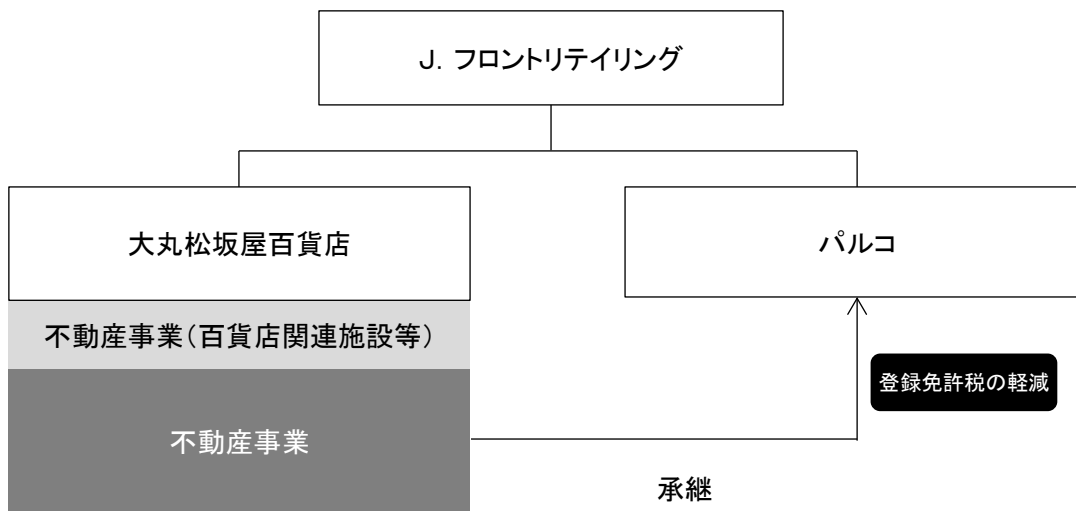 J. フロントリテイリング
大丸松坂屋百貨店
パルコ
不動産事業(百貨店関連施設等)
登録免許税の軽減
不動産事業
承継